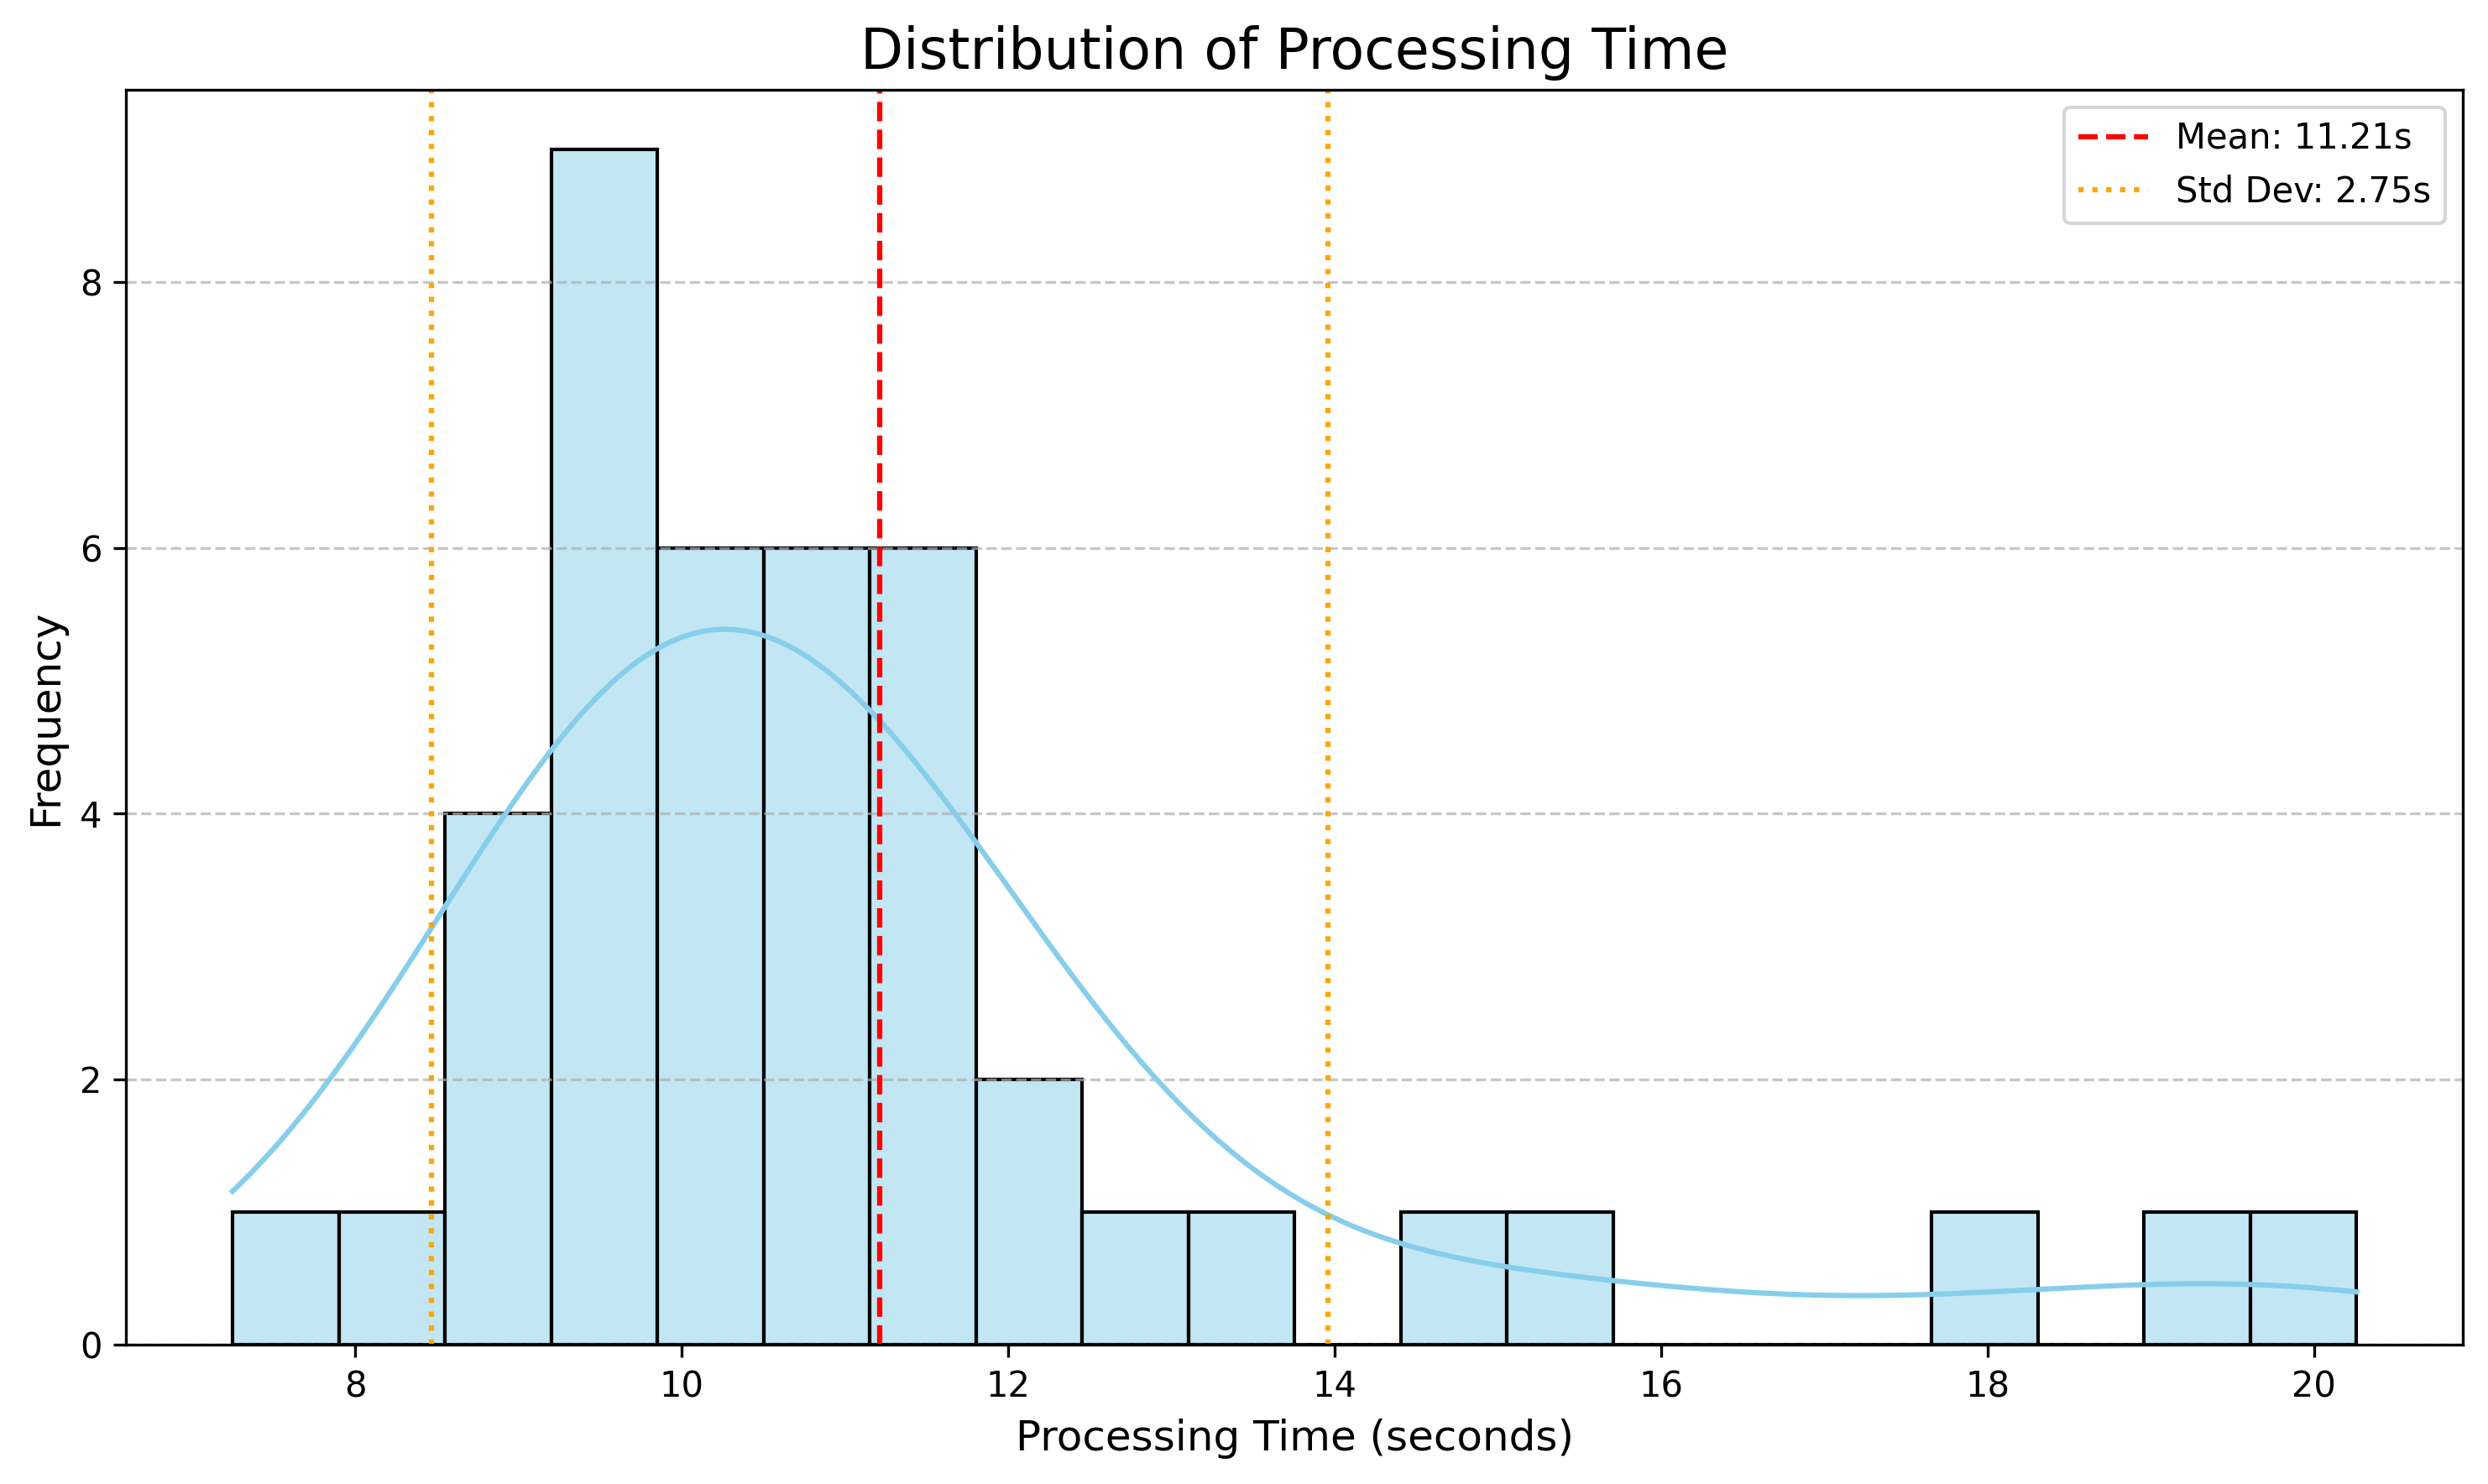 Distribution of Processing Time
Mean: 11.21s
Std Dev: 2.75s
Frequency
8
6
4
2
0
8 10 12 14 16 18 20
Processing Time (seconds)